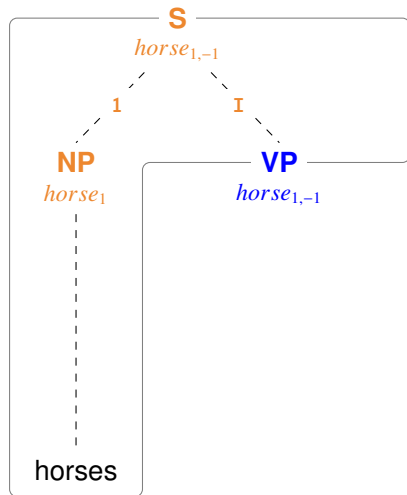 S
horse₁,₋₁
1 I
NP VP
horse₁ horse₁,₋₁
horses